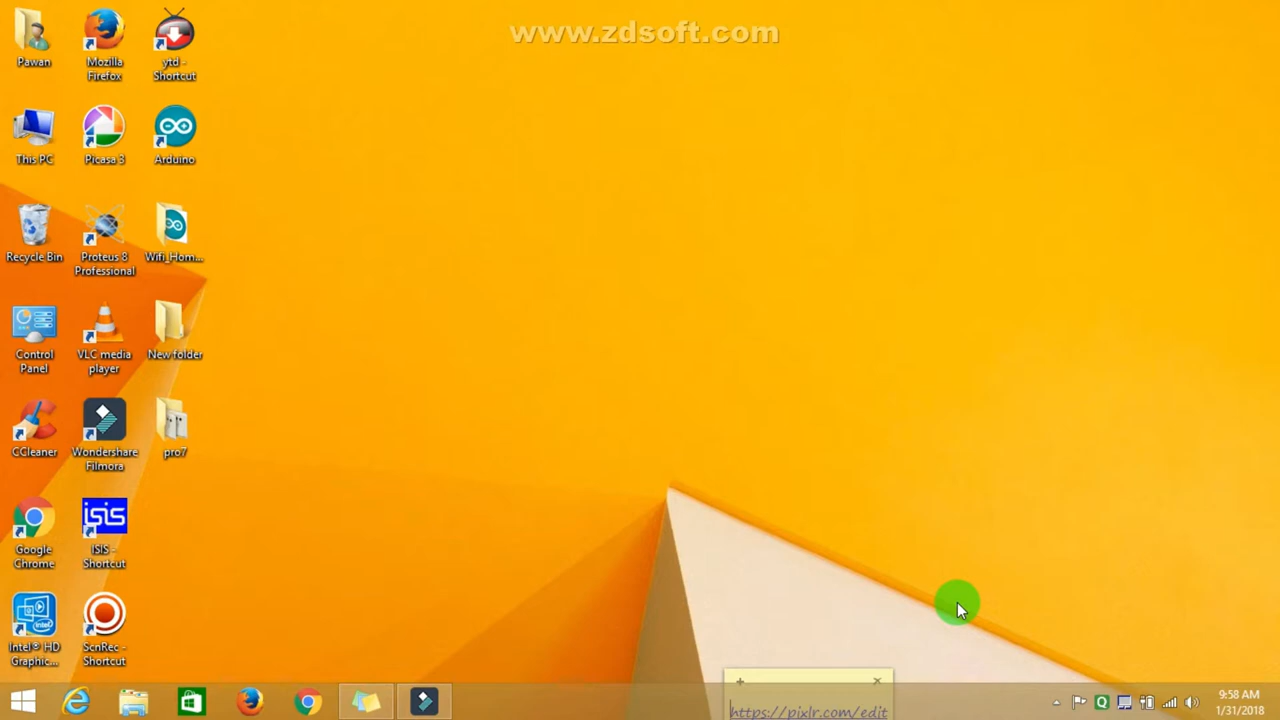 www.zdsoft.com
Pawan
Mozilla
Firefox
ytd -
Shortcut
This PC
Picasa 3
Arduino
Recycle Bin
Proteus 8
Professional
Wifi_Hom...
Control
Panel
VLC media
player
New folder
CCleaner
Wondershare
Filmora
pro7
Google
Chrome
isis
ISIS -
Shortcut
Intel® HD
Graphic...
ScnRec -
Shortcut
https://pixlr.com/edit
9:58 AM
1/31/2018